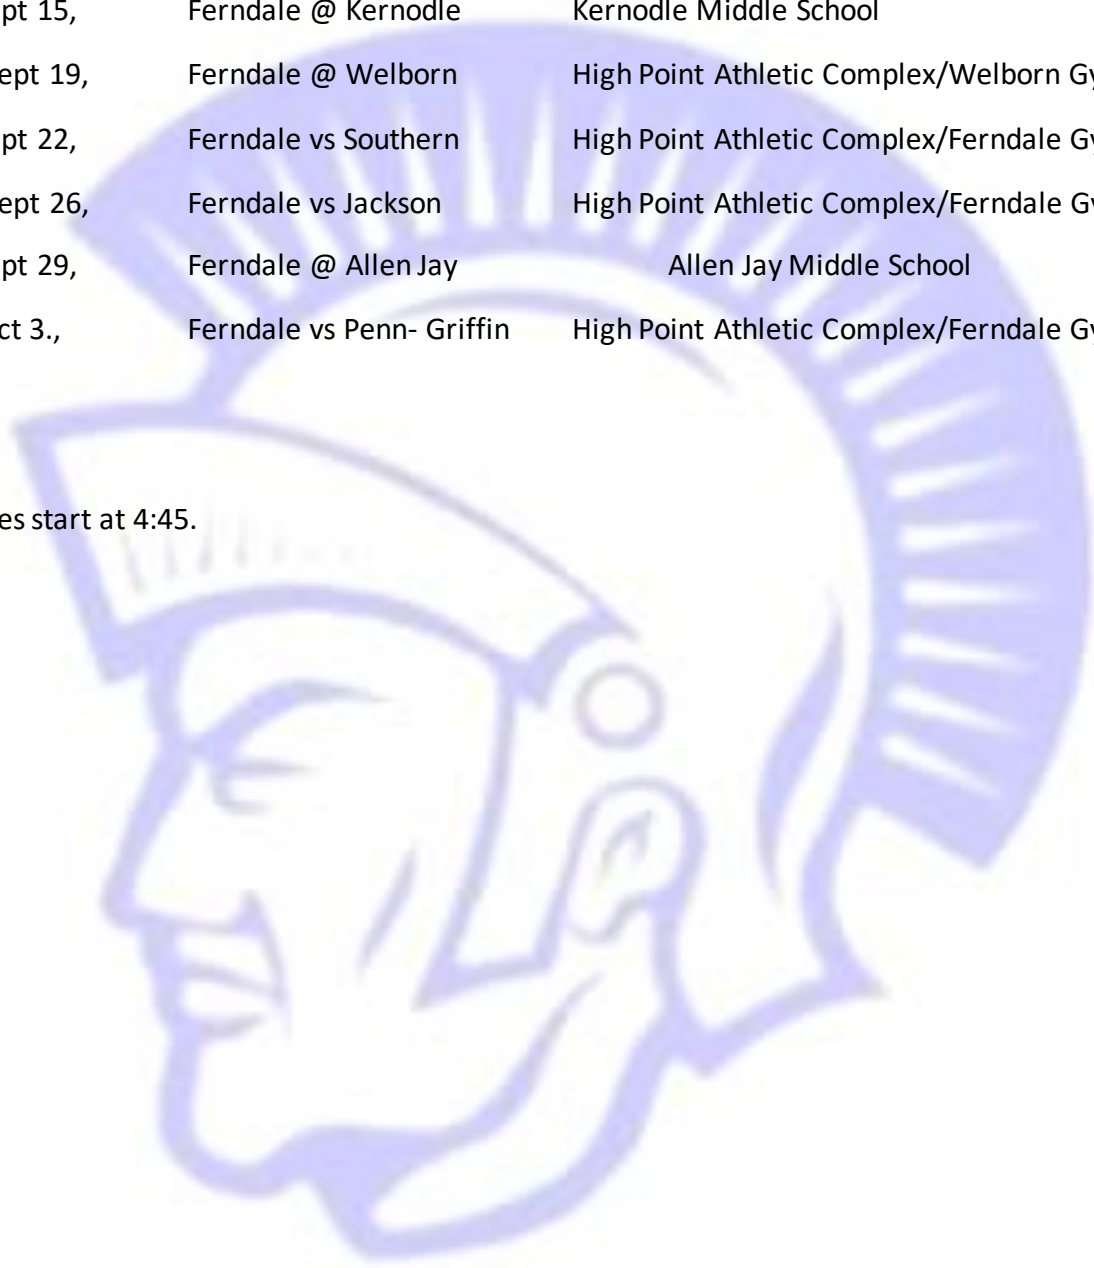 pt 15, Ferndale @ Kernodle Kernodle Middle School
ept 19, Ferndale @ Welborn High Point Athletic Complex/Welborn Gy
pt 22, Ferndale vs Southern High Point Athletic Complex/Ferndale Gy
ept 26, Ferndale vs Jackson High Point Athletic Complex/Ferndale Gy
pt 29, Ferndale @ Allen Jay Allen Jay Middle School
ct 3., Ferndale vs Penn- Griffin High Point Athletic Complex/Ferndale Gy
es start at 4:45.